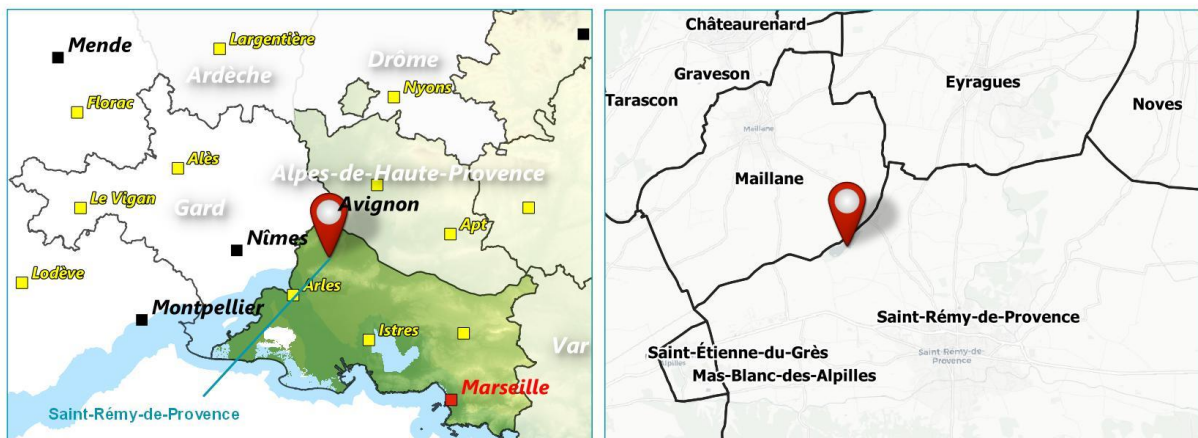 Mende
Largentière
Ardèche
Drôme
Nyons
Florac
Alès
Alpes-de-Haute-Provence
Le Vigan
Gard
Avignon
Apt
Nîmes
Lodève
Arles
Montpellier
Istres
Var
Marseille
Saint-Rémy-de-Provence
Châteaurenard
Graveson
Eyragues
Tarascon
Noves
Maillane
Maillane
Saint-Rémy-de-Provence
Saint-Étienne-du-Grès
Saint-Rémy-de-
Provence
Mas-Blanc-des-Alpilles